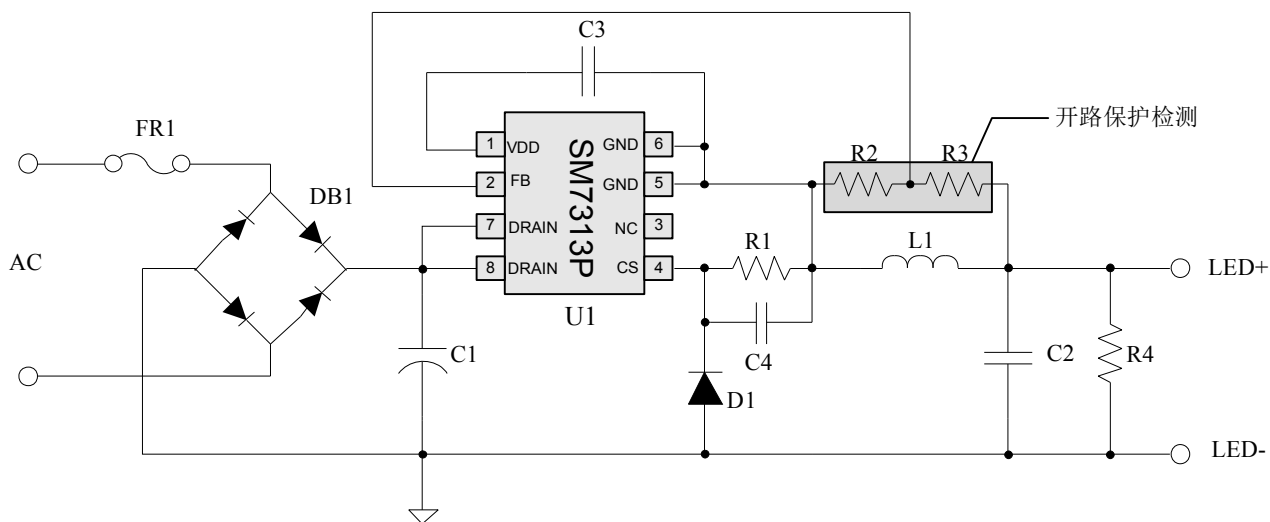 C3
开路保护检测
FR1
1 VDD
GND 6
R2
R3
2 FB
GND 5
DB1
7 DRAIN
NC 3
SM7313P
R1
L1
AC
8 DRAIN
CS 4
LED+
U1
C1
C4
C2
R4
D1
LED-